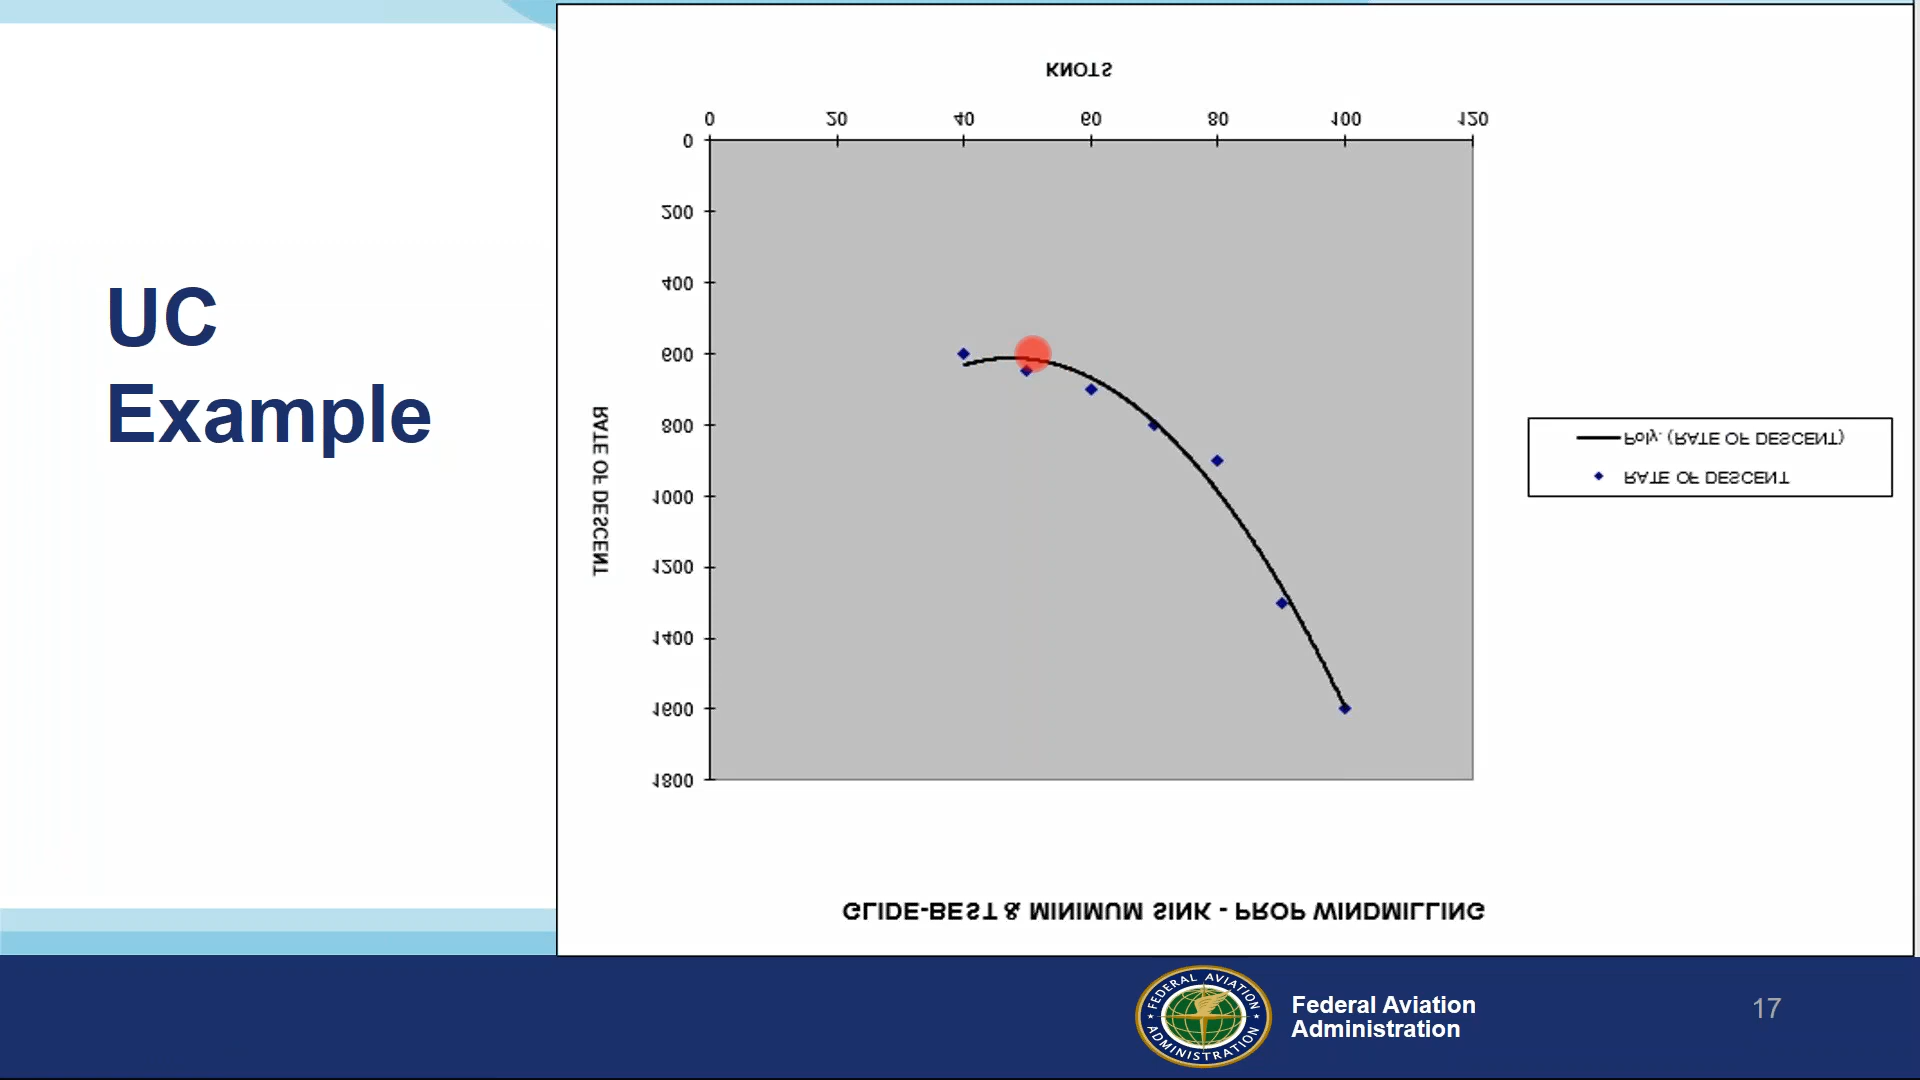 UC
Example
KNOTS
0 20 40 60 80 100 120
0
200
400
600
800
1000
1200
1400
1600
1800
RATE OF DESCENT
Poly. (RATE OF DESCENT)
RATE OF DESCENT
GLIDE-BEST & MINIMUM SINK - PROP WINDMILLING
FEDERAL AVIATION
ADMINISTRATION
Federal Aviation
Administration
17